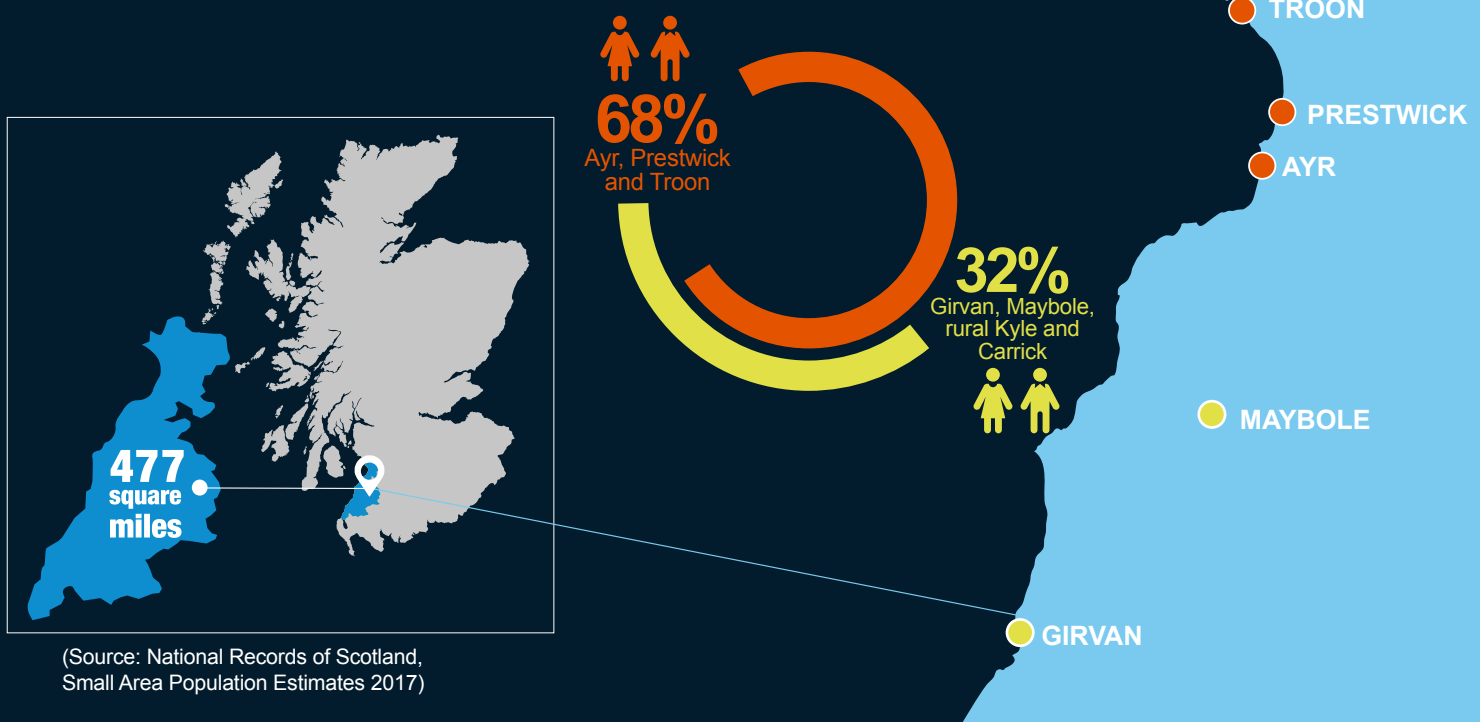 TROON
PRESTWICK
AYR
68%
Ayr, Prestwick
and Troon
32%
Girvan, Maybole,
rural Kyle and
Carrick
MAYBOLE
477
square
miles
GIRVAN
(Source: National Records of Scotland,
Small Area Population Estimates 2017)